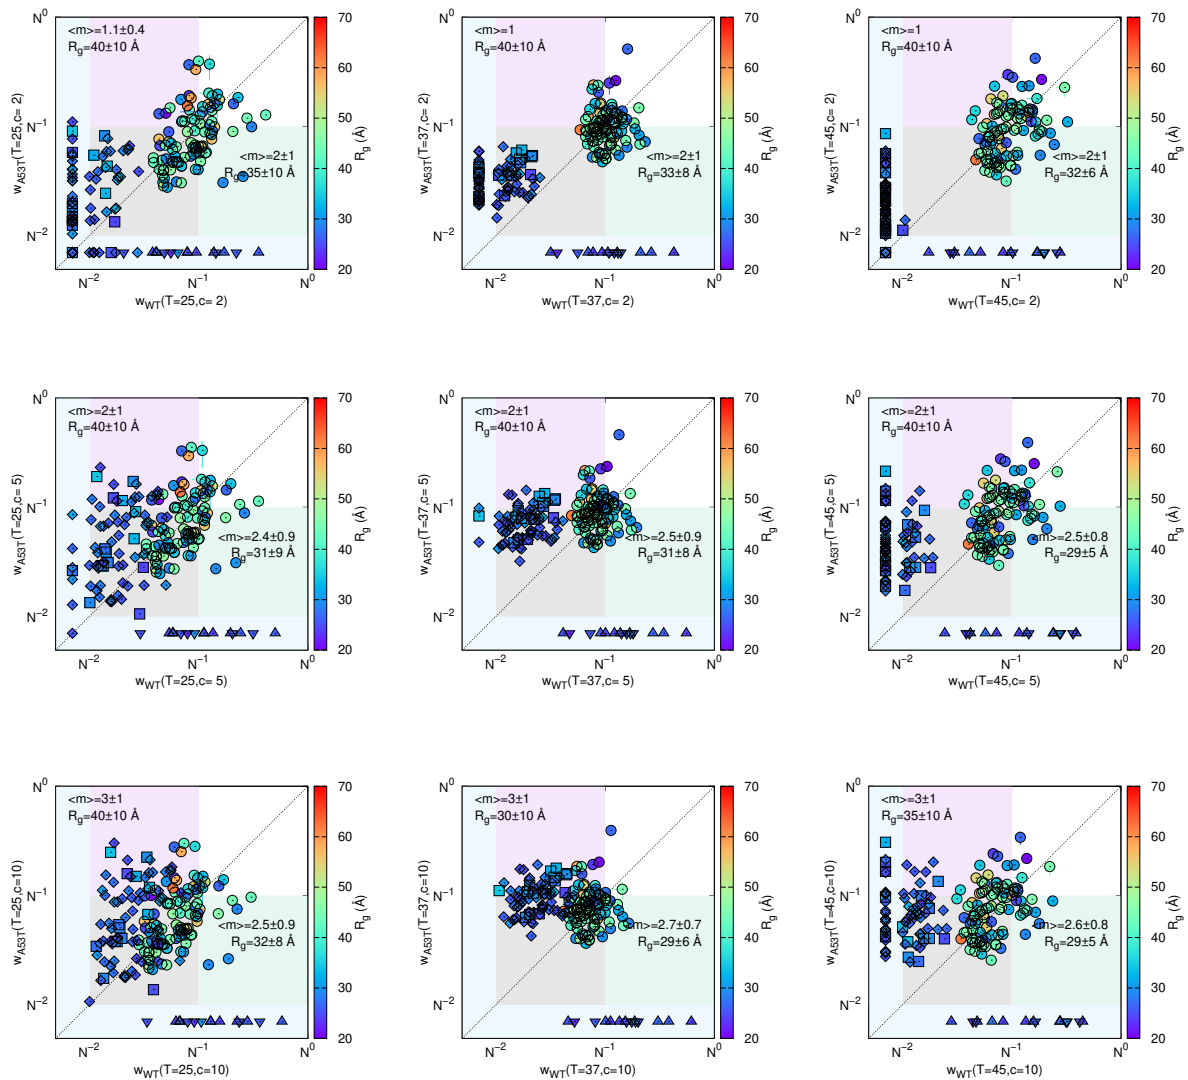 <m>=1.1±0.4
R_g=40±10 Å
<m>=2±1
R_g=35±10 Å
N^0
N^-1
N^-2
w_A53T(T=25,c= 2)
N^-2 N^-1 N^0
w_WT(T=25,c= 2)
70
60
50
40
30
20
R_g (Å)
<m>=1
R_g=40±10 Å
<m>=2±1
R_g=33±8 Å
N^0
N^-1
N^-2
w_A53T(T=37,c= 2)
N^-2 N^-1 N^0
w_WT(T=37,c= 2)
70
60
50
40
30
20
R_g (Å)
<m>=1
R_g=40±10 Å
<m>=2±1
R_g=32±6 Å
N^0
N^-1
N^-2
w_A53T(T=45,c= 2)
N^-2 N^-1 N^0
w_WT(T=45,c= 2)
70
60
50
40
30
20
R_g (Å)
<m>=2±1
R_g=40±10 Å
<m>=2.4±0.9
R_g=31±9 Å
N^0
N^-1
N^-2
w_A53T(T=25,c= 5)
N^-2 N^-1 N^0
w_WT(T=25,c= 5)
70
60
50
40
30
20
R_g (Å)
<m>=2±1
R_g=40±10 Å
<m>=2.5±0.9
R_g=31±8 Å
N^0
N^-1
N^-2
w_A53T(T=37,c= 5)
N^-2 N^-1 N^0
w_WT(T=37,c= 5)
70
60
50
40
30
20
R_g (Å)
<m>=2±1
R_g=40±10 Å
<m>=2.5±0.8
R_g=29±5 Å
N^0
N^-1
N^-2
w_A53T(T=45,c= 5)
N^-2 N^-1 N^0
w_WT(T=45,c= 5)
70
60
50
40
30
20
R_g (Å)
<m>=3±1
R_g=40±10 Å
<m>=2.5±0.9
R_g=32±8 Å
N^0
N^-1
N^-2
w_A53T(T=25,c=10)
N^-2 N^-1 N^0
w_WT(T=25,c=10)
70
60
50
40
30
20
R_g (Å)
<m>=3±1
R_g=30±10 Å
<m>=2.7±0.7
R_g=29±6 Å
N^0
N^-1
N^-2
w_A53T(T=37,c=10)
N^-2 N^-1 N^0
w_WT(T=37,c=10)
70
60
50
40
30
20
R_g (Å)
<m>=3±1
R_g=35±10 Å
<m>=2.6±0.8
R_g=29±5 Å
N^0
N^-1
N^-2
w_A53T(T=45,c=10)
N^-2 N^-1 N^0
w_WT(T=45,c=10)
70
60
50
40
30
20
R_g (Å)